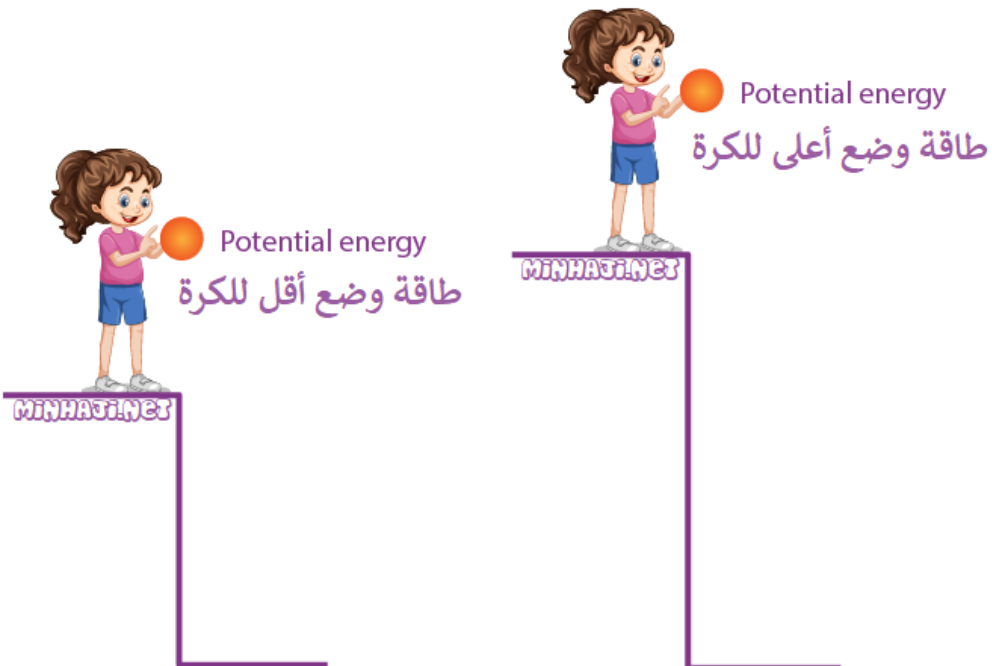 Potential energy
طاقة وضع أعلى للكرة
MiNHAJi.NeT
Potential energy
طاقة وضع أقل للكرة
MiNHAJi.NeT